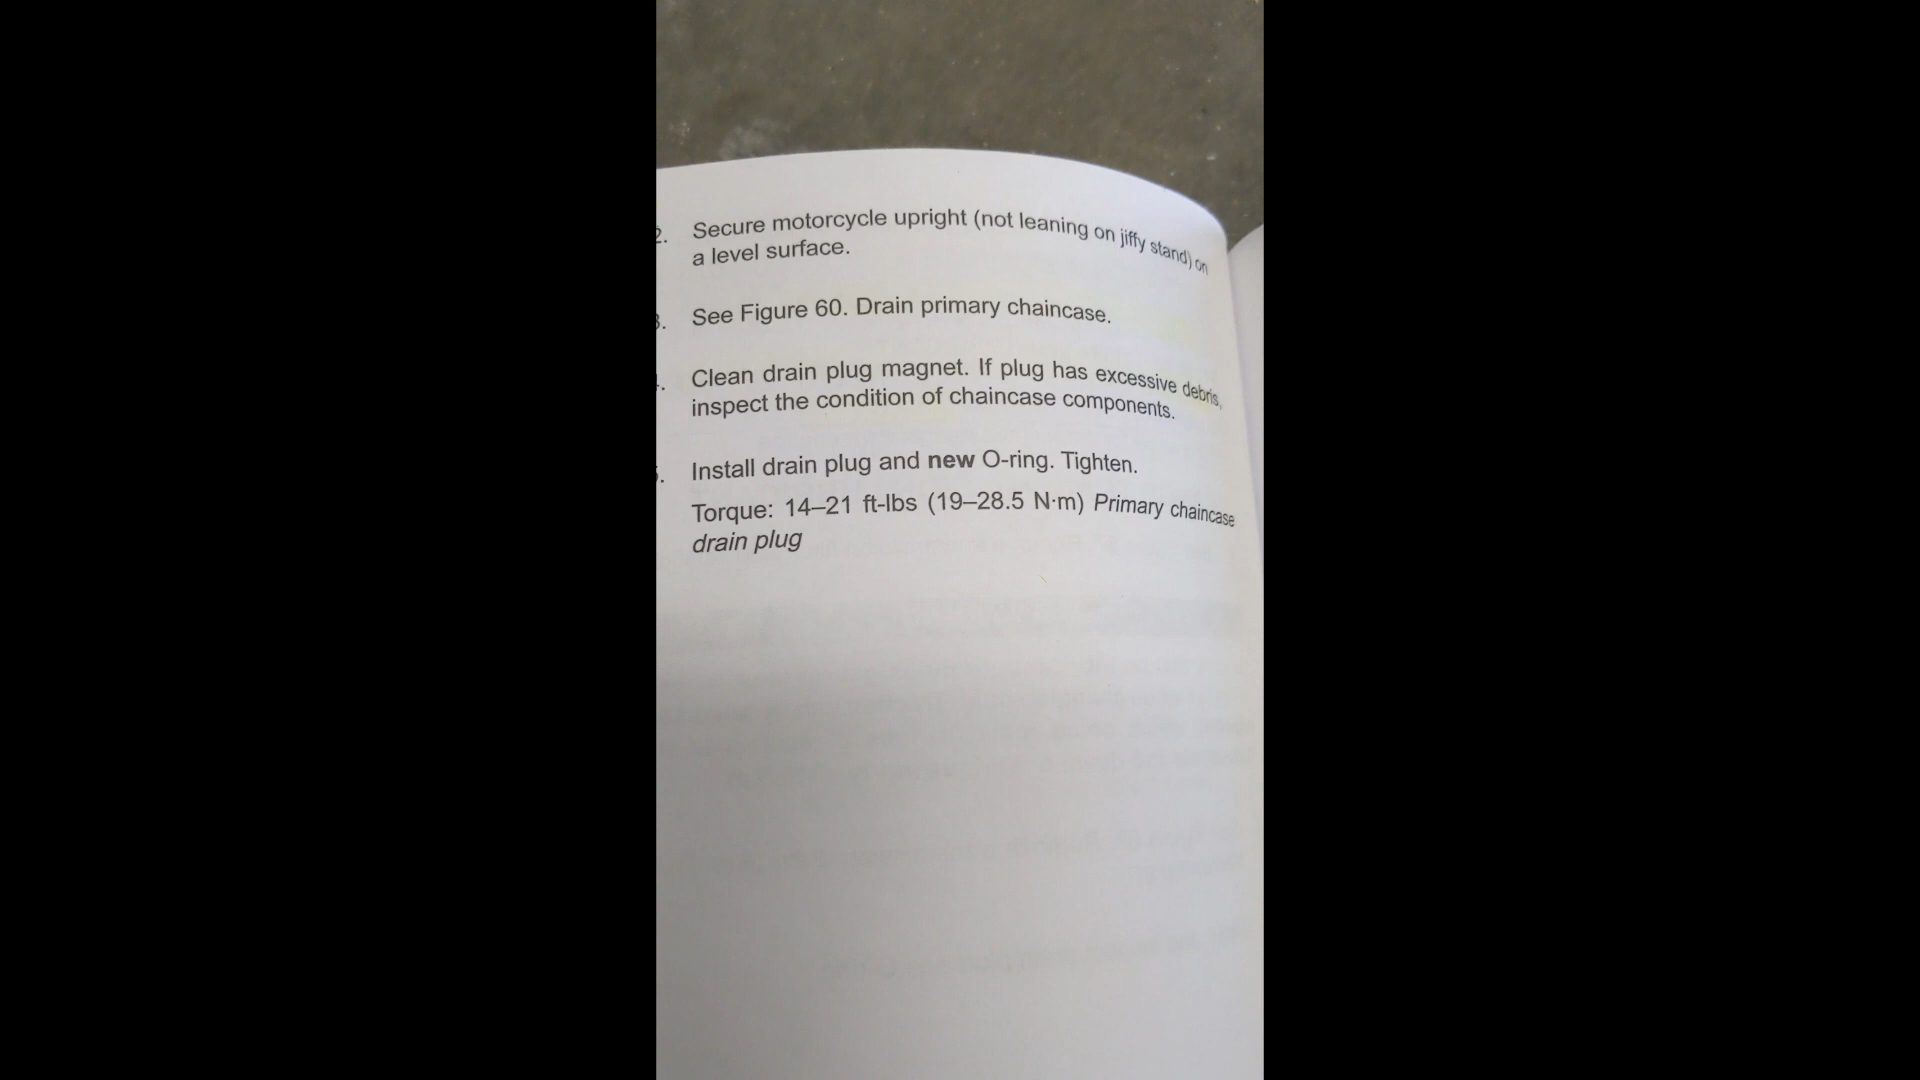 2. Secure motorcycle upright (not leaning on jiffy stand) on
a level surface.
3. See Figure 60. Drain primary chaincase.
4. Clean drain plug magnet. If plug has excessive debris,
inspect the condition of chaincase components.
5. Install drain plug and new O-ring. Tighten.
Torque: 14–21 ft-lbs (19–28.5 N·m) Primary chaincase
drain plug